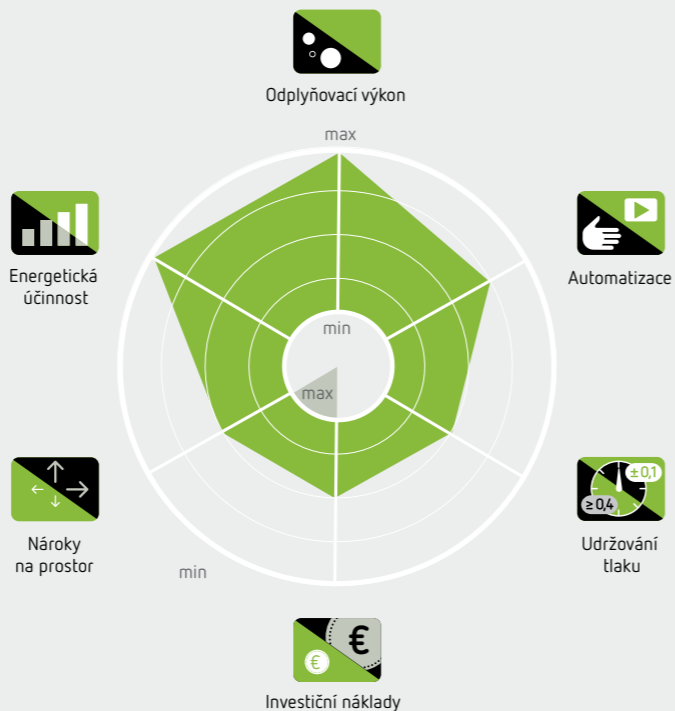 Odplyňovací výkon
max
Energetická
účinnost
Automatizace
min
max
±0,1
≥0,4
Nároky
na prostor
Udržování
tlaku
min
€
€
Investiční náklady